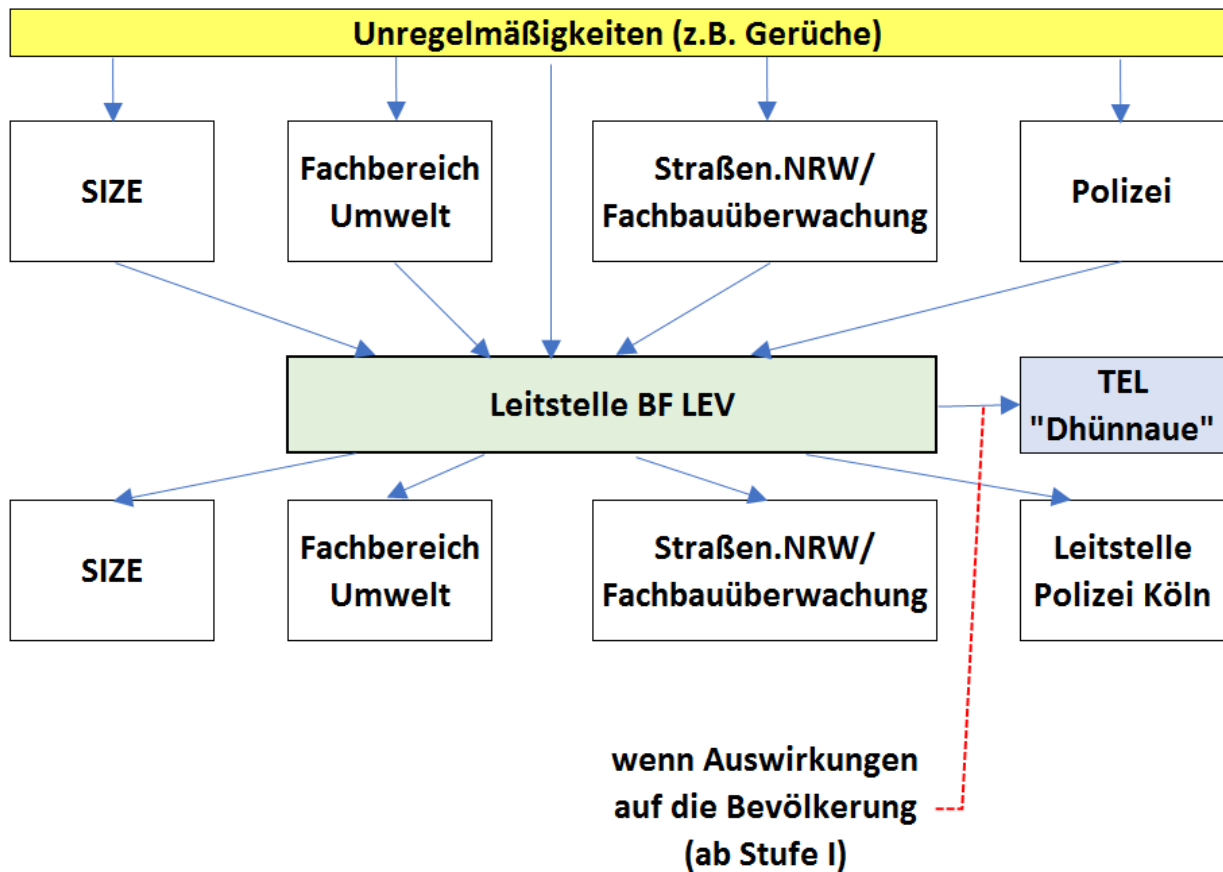 Unregelmäßigkeiten (z.B. Gerüche)
SIZE
Fachbereich
Umwelt
Straßen.NRW/
Fachbauüberwachung
Polizei
Leitstelle BF LEV
TEL
"Dhünnaue"
SIZE
Fachbereich
Umwelt
Straßen.NRW/
Fachbauüberwachung
Leitstelle
Polizei Köln
wenn Auswirkungen
auf die Bevölkerung
(ab Stufe I)